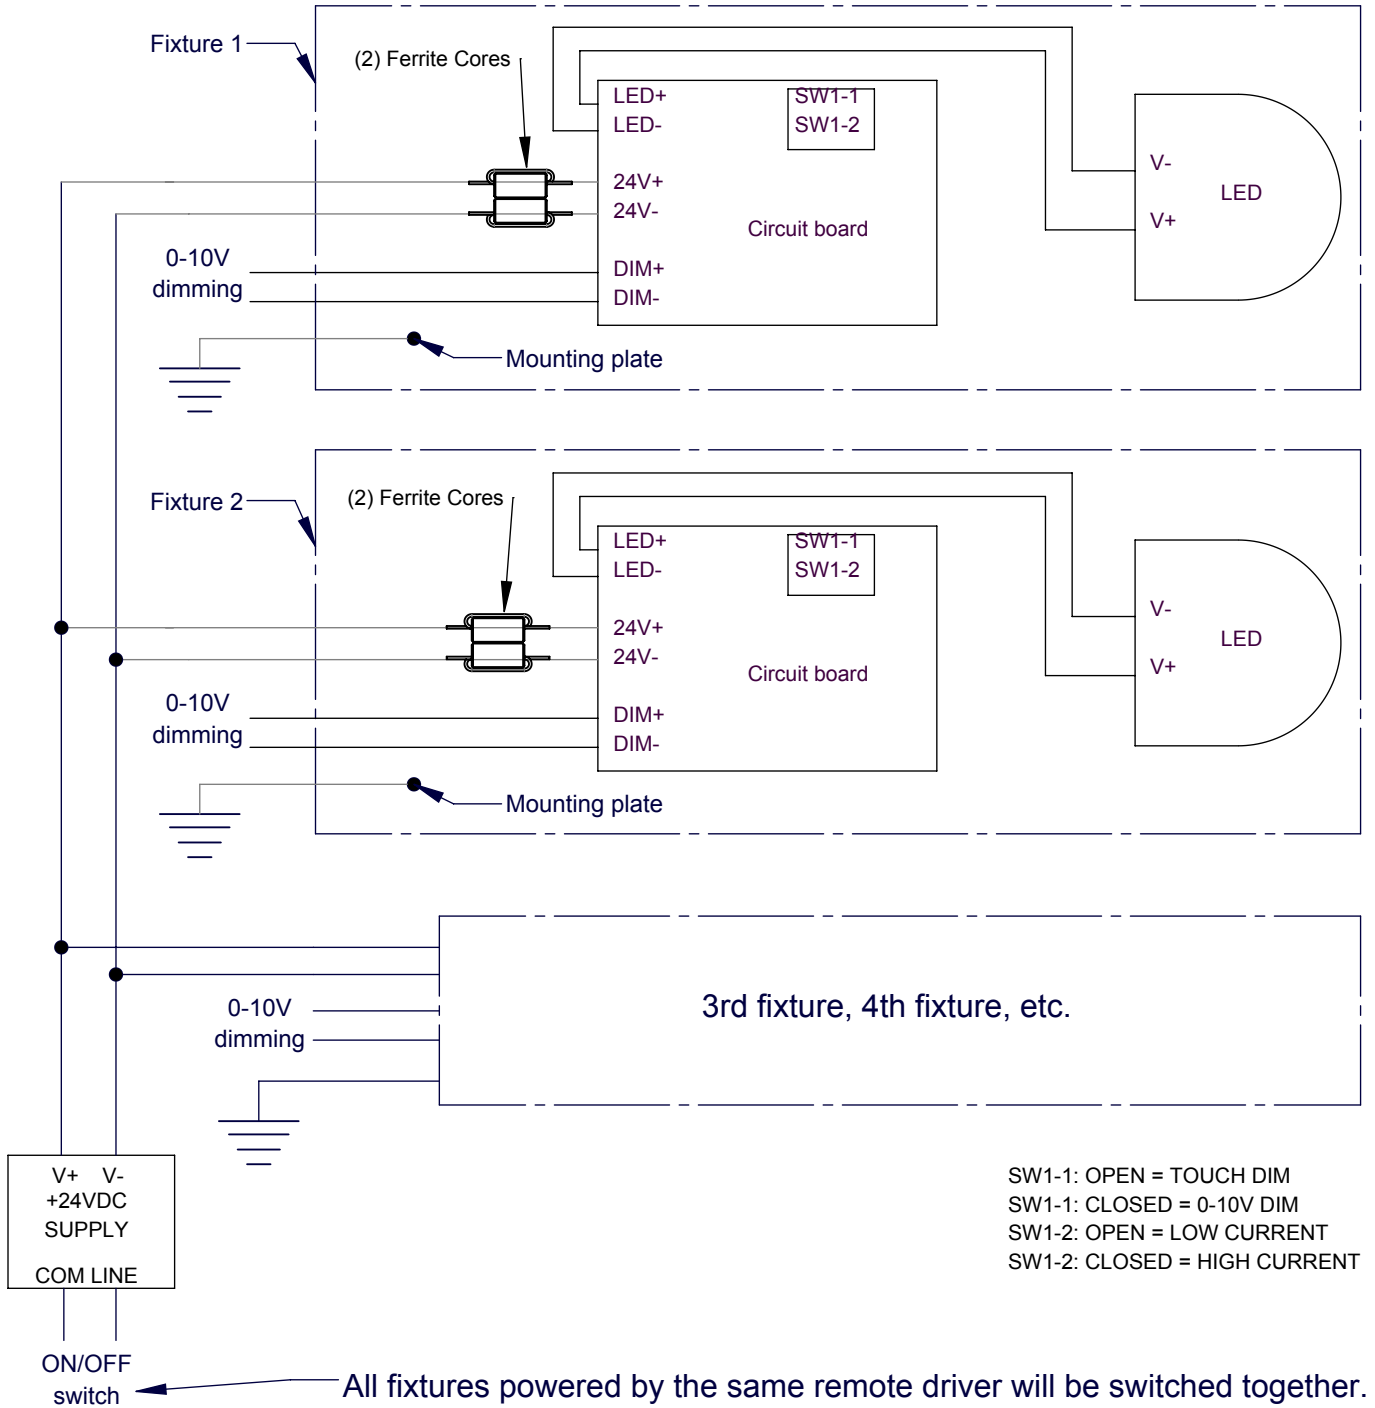 Fixture 1
(2) Ferrite Cores
LED+
LED-
SW1-1
SW1-2
24V+
24V-
Circuit board
DIM+
DIM-
V-
LED
V+
0-10V
dimming
Mounting plate
Fixture 2
(2) Ferrite Cores
LED+
LED-
SW1-1
SW1-2
24V+
24V-
Circuit board
DIM+
DIM-
V-
LED
V+
0-10V
dimming
Mounting plate
3rd fixture, 4th fixture, etc.
0-10V
dimming
V+ V-
+24VDC
SUPPLY
COM LINE
SW1-1: OPEN = TOUCH DIM
SW1-1: CLOSED = 0-10V DIM
SW1-2: OPEN = LOW CURRENT
SW1-2: CLOSED = HIGH CURRENT
ON/OFF
switch
All fixtures powered by the same remote driver will be switched together.